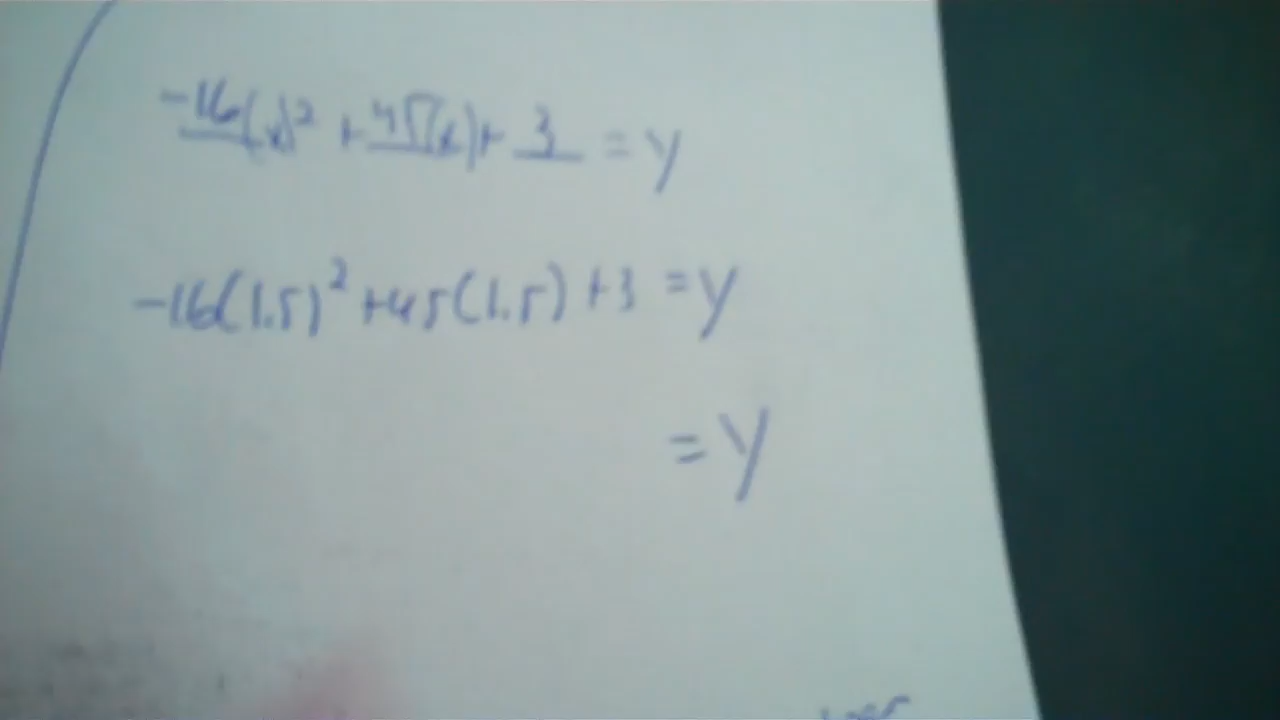 -16(x)² + 45(x) + 3 = y
-16(1.5)² + 45(1.5) + 3 = y
= y